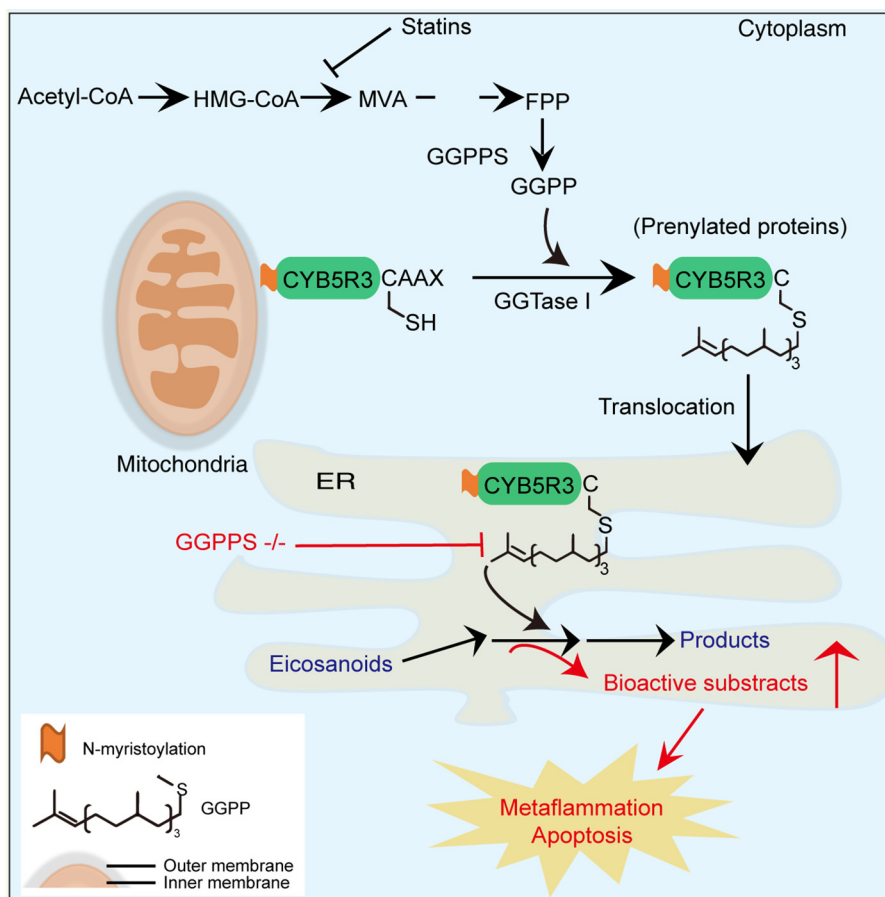 Statins
Cytoplasm
Acetyl-CoA
HMG-CoA
MVA
FPP
GGPPS
GGPP
(Prenylated proteins)
CYB5R3
CAAX
SH
GGTase I
CYB5R3
C
S
3
Translocation
Mitochondria
ER
CYB5R3
C
S
3
GGPPS -/-
Eicosanoids
Products
Bioactive substracts
Metaflammation
Apoptosis
N-myristoylation
S
3
GGPP
Outer membrane
Inner membrane